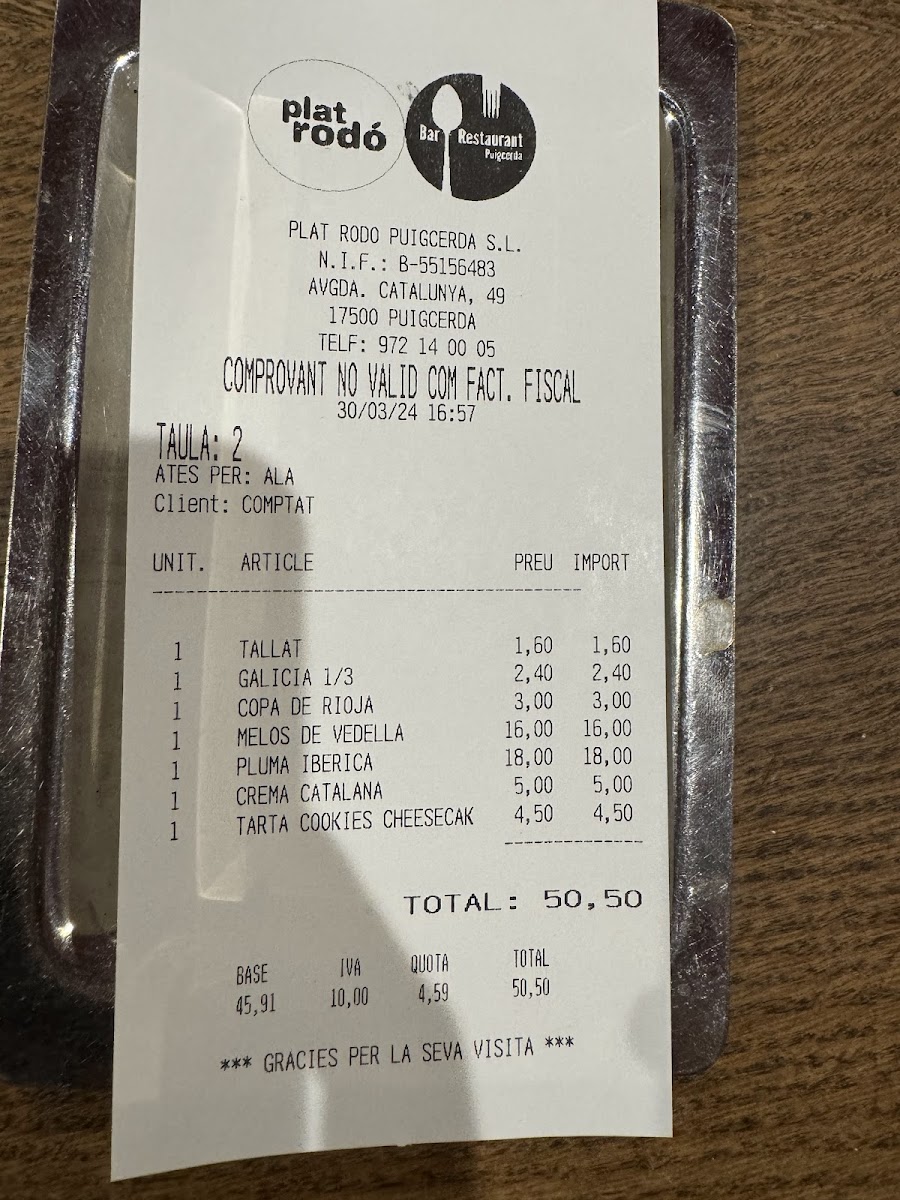 plat
rodó
Bar Restaurant
Puigcerda
PLAT RODO PUIGCERDA S.L.
N.I.F.: B-55156483
AVGDA. CATALUNYA, 49
17500 PUIGCERDA
TELF: 972 14 00 05
COMPROVANT NO VALID COM FACT. FISCAL
30/03/24 16:57
TAULA: 2
ATES PER: ALA
Client: COMPTAT
UNIT. ARTICLE PREU IMPORT
1 TALLAT 1,60 1,60
1 GALICIA 1/3 2,40 2,40
1 COPA DE RIOJA 3,00 3,00
1 MELOS DE VEDELLA 16,00 16,00
1 PLUMA IBERICA 18,00 18,00
1 CREMA CATALANA 5,00 5,00
1 TARTA COOKIES CHEESECAK 4,50 4,50
TOTAL: 50,50
BASE IVA QUOTA TOTAL
45,91 10,00 4,59 50,50
*** GRACIES PER LA SEVA VISITA ***